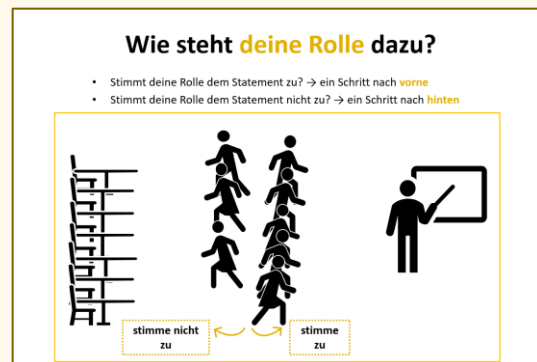 Wie steht deine Rolle dazu?
• Stimmt deine Rolle dem Statement zu? → ein Schritt nach vorne
• Stimmt deine Rolle dem Statement nicht zu? → ein Schritt nach hinten
stimme nicht
zu
stimme
zu